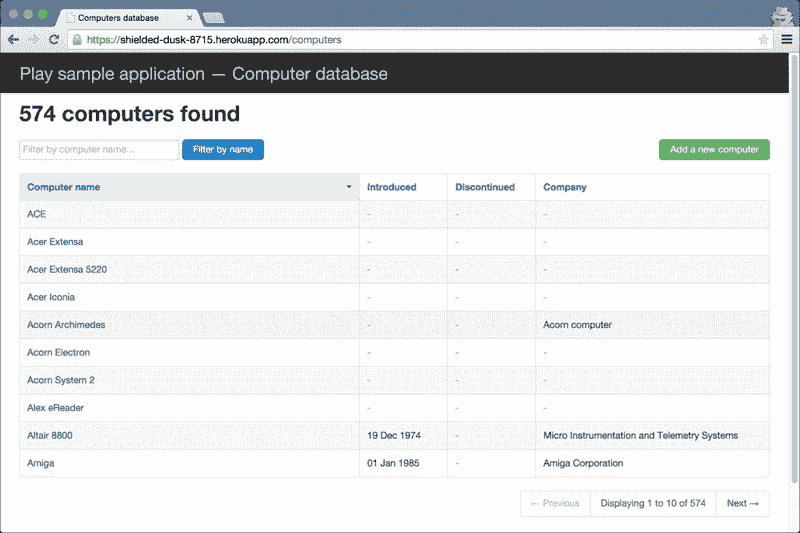 Computers database
https://shielded-dusk-8715.herokuapp.com/computers
Play sample application — Computer database
574 computers found
Filter by computer name... Filter by name Add a new computer
Computer name Introduced Discontinued Company
ACE - - -
Acer Extensa - - -
Acer Extensa 5220 - - -
Acer Iconia - - -
Acorn Archimedes - - Acorn computer
Acorn Electron - - -
Acorn System 2 - - -
Alex eReader - - -
Altair 8800 19 Dec 1974 - Micro Instrumentation and Telemetry Systems
Amiga 01 Jan 1985 - Amiga Corporation
← Previous Displaying 1 to 10 of 574 Next →